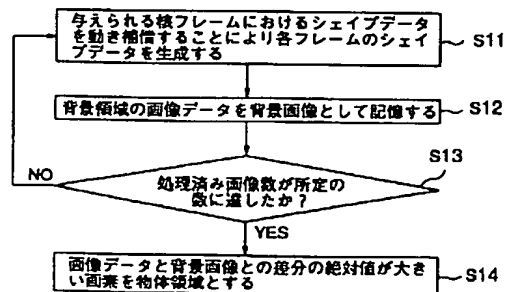 与えられる核フレームにおけるシェイプデータ
を動き補償することにより各フレームのシェイ
プデータを生成する
S11
背景領域の画像データを背景画像として記憶する
S12
S13
処理済み画像数が所定の
数に達したか？
NO
YES
画像データと背景画像との差分の絶対値が大き
い画素を物体領域とする
S14